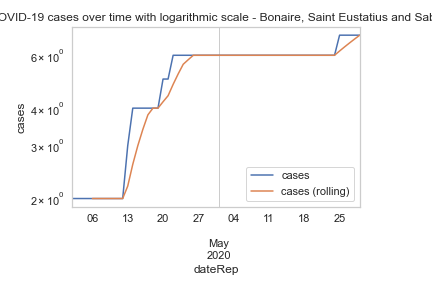 OVID-19 cases over time with logarithmic scale - Bonaire, Saint Eustatius and Sab
6 × 10⁰
4 × 10⁰
3 × 10⁰
2 × 10⁰
cases
cases
cases (rolling)
06 13 20 27 04 11 18 25
May
2020
dateRep